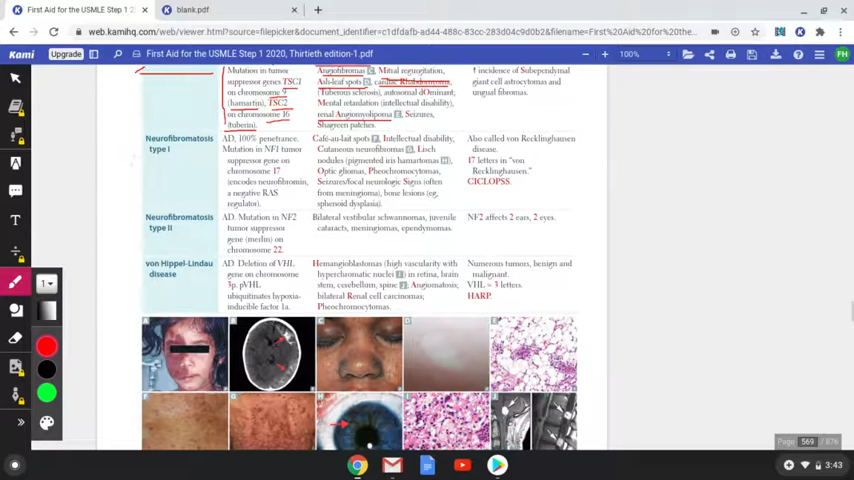 First Aid for the USMLE Step 1
blank.pdf
web.kamihq.com/web/viewer.html?source=filepicker&document_identifier=c1dfdafb-ad44-488c-83cc-283d04c9d0b2&filename=First%20Aid%20for%20the...
Kami
Upgrade
First Aid for the USMLE Step 1 2020, Thirtieth edition-1.pdf
100%
FH
Mutation in tumor
suppressor genes TSC1
on chromosome 9
(hamartin), TSC2
on chromosome 16
(tuberin).
Angiofibromas C, Mitral regurgitation,
Ash-leaf spots D, cardiac Rhabdomyoma,
(Tuberous sclerosis), autosomal dOminant;
Mental retardation (intellectual disability),
renal Angiomyolipoma E, Seizures,
Shagreen patches.
↑ incidence of Subependymal
giant cell astrocytomas and
ungual fibromas.
Neurofibromatosis
type I
AD, 100% penetrance.
Mutation in NF1 tumor
suppressor gene on
chromosome 17
(encodes neurofibromin,
a negative RAS
regulator).
Café-au-lait spots F, Intellectual disability,
Cutaneous neurofibromas G, Lisch
nodules (pigmented iris hamartomas H),
Optic gliomas, Pheochromocytomas,
Seizures/focal neurologic Signs (often
from meningioma), bone lesions (eg,
sphenoid dysplasia).
Also called von Recklinghausen
disease.
17 letters in "von
Recklinghausen."
CICLOPSS.
Neurofibromatosis
type II
AD. Mutation in NF2
tumor suppressor
gene (merlin) on
chromosome 22.
Bilateral vestibular schwannomas, juvenile
cataracts, meningiomas, ependymomas.
NF2 affects 2 ears, 2 eyes.
von Hippel-Lindau
disease
AD. Deletion of VHL
gene on chromosome
3p. pVHL
ubiquitinates hypoxia-
inducible factor 1a.
Hemangioblastomas (high vascularity with
hyperchromatic nuclei I) in retina, brain
stem, cerebellum, spine J; Angiomatosis;
bilateral Renal cell carcinomas;
Pheochromocytomas.
Numerous tumors, benign and
malignant.
VHL = 3 letters.
HARP.
A
B
C
D
E
F
G
H
I
J
T
1
Page 569 / 876
3:43